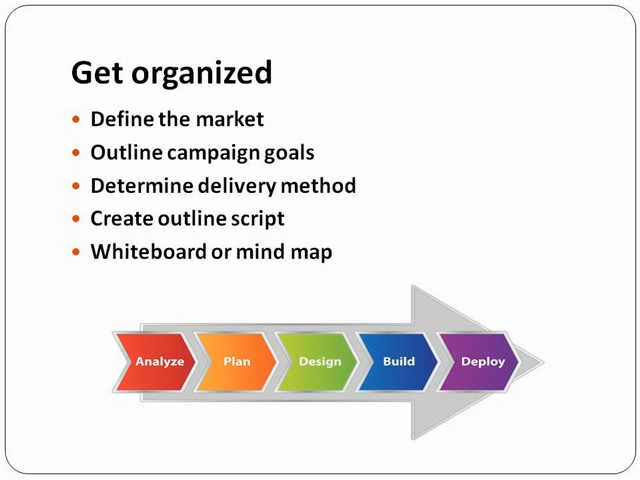 Get organized
Define the market
Outline campaign goals
Determine delivery method
Create outline script
Whiteboard or mind map
Analyze Plan Design Build Deploy